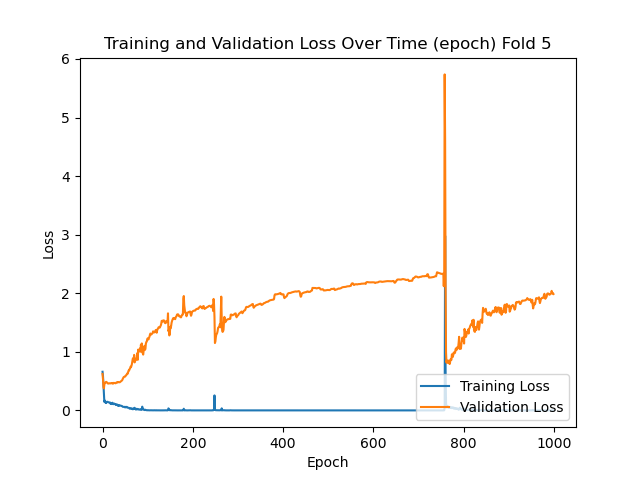 Training and Validation Loss Over Time (epoch) Fold 5
6
5
4
3
2
1
0
Loss
0
200
400
600
800
1000
Epoch
Training Loss
Validation Loss